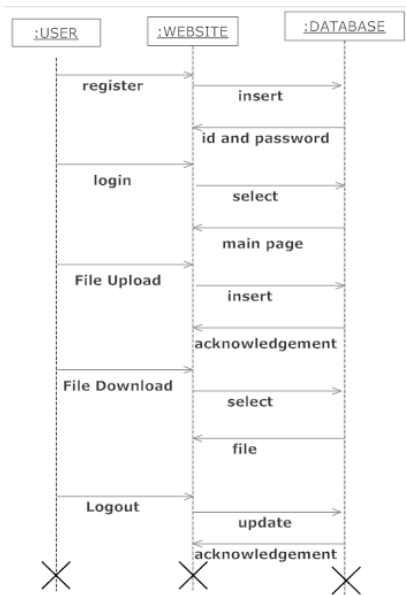 :USER
:WEBSITE
:DATABASE
register
insert
id and password
login
select
main page
File Upload
insert
acknowledgement
File Download
select
file
Logout
update
acknowledgement